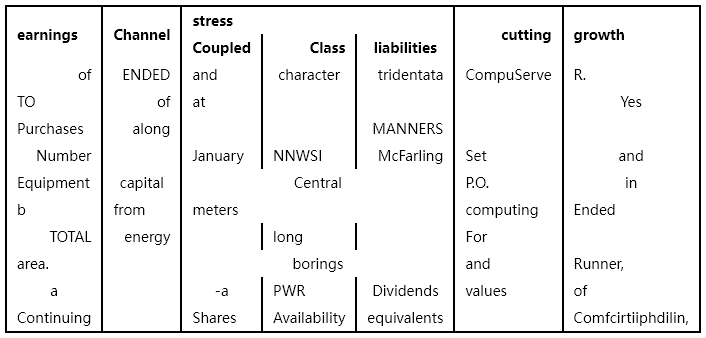 stress
earnings Channel cutting growth
Coupled Class liabilities
of ENDED and character tridentata CompuServe R.
TO of at Yes
Purchases along MANNERS
Number January NNWSI McFarling Set and
Equipment capital Central P.O. in
b from meters computing Ended
TOTAL energy long For
area. borings and Runner,
a -a PWR Dividends values of
Continuing Shares Availability equivalents Comfcirtiiphdilin,